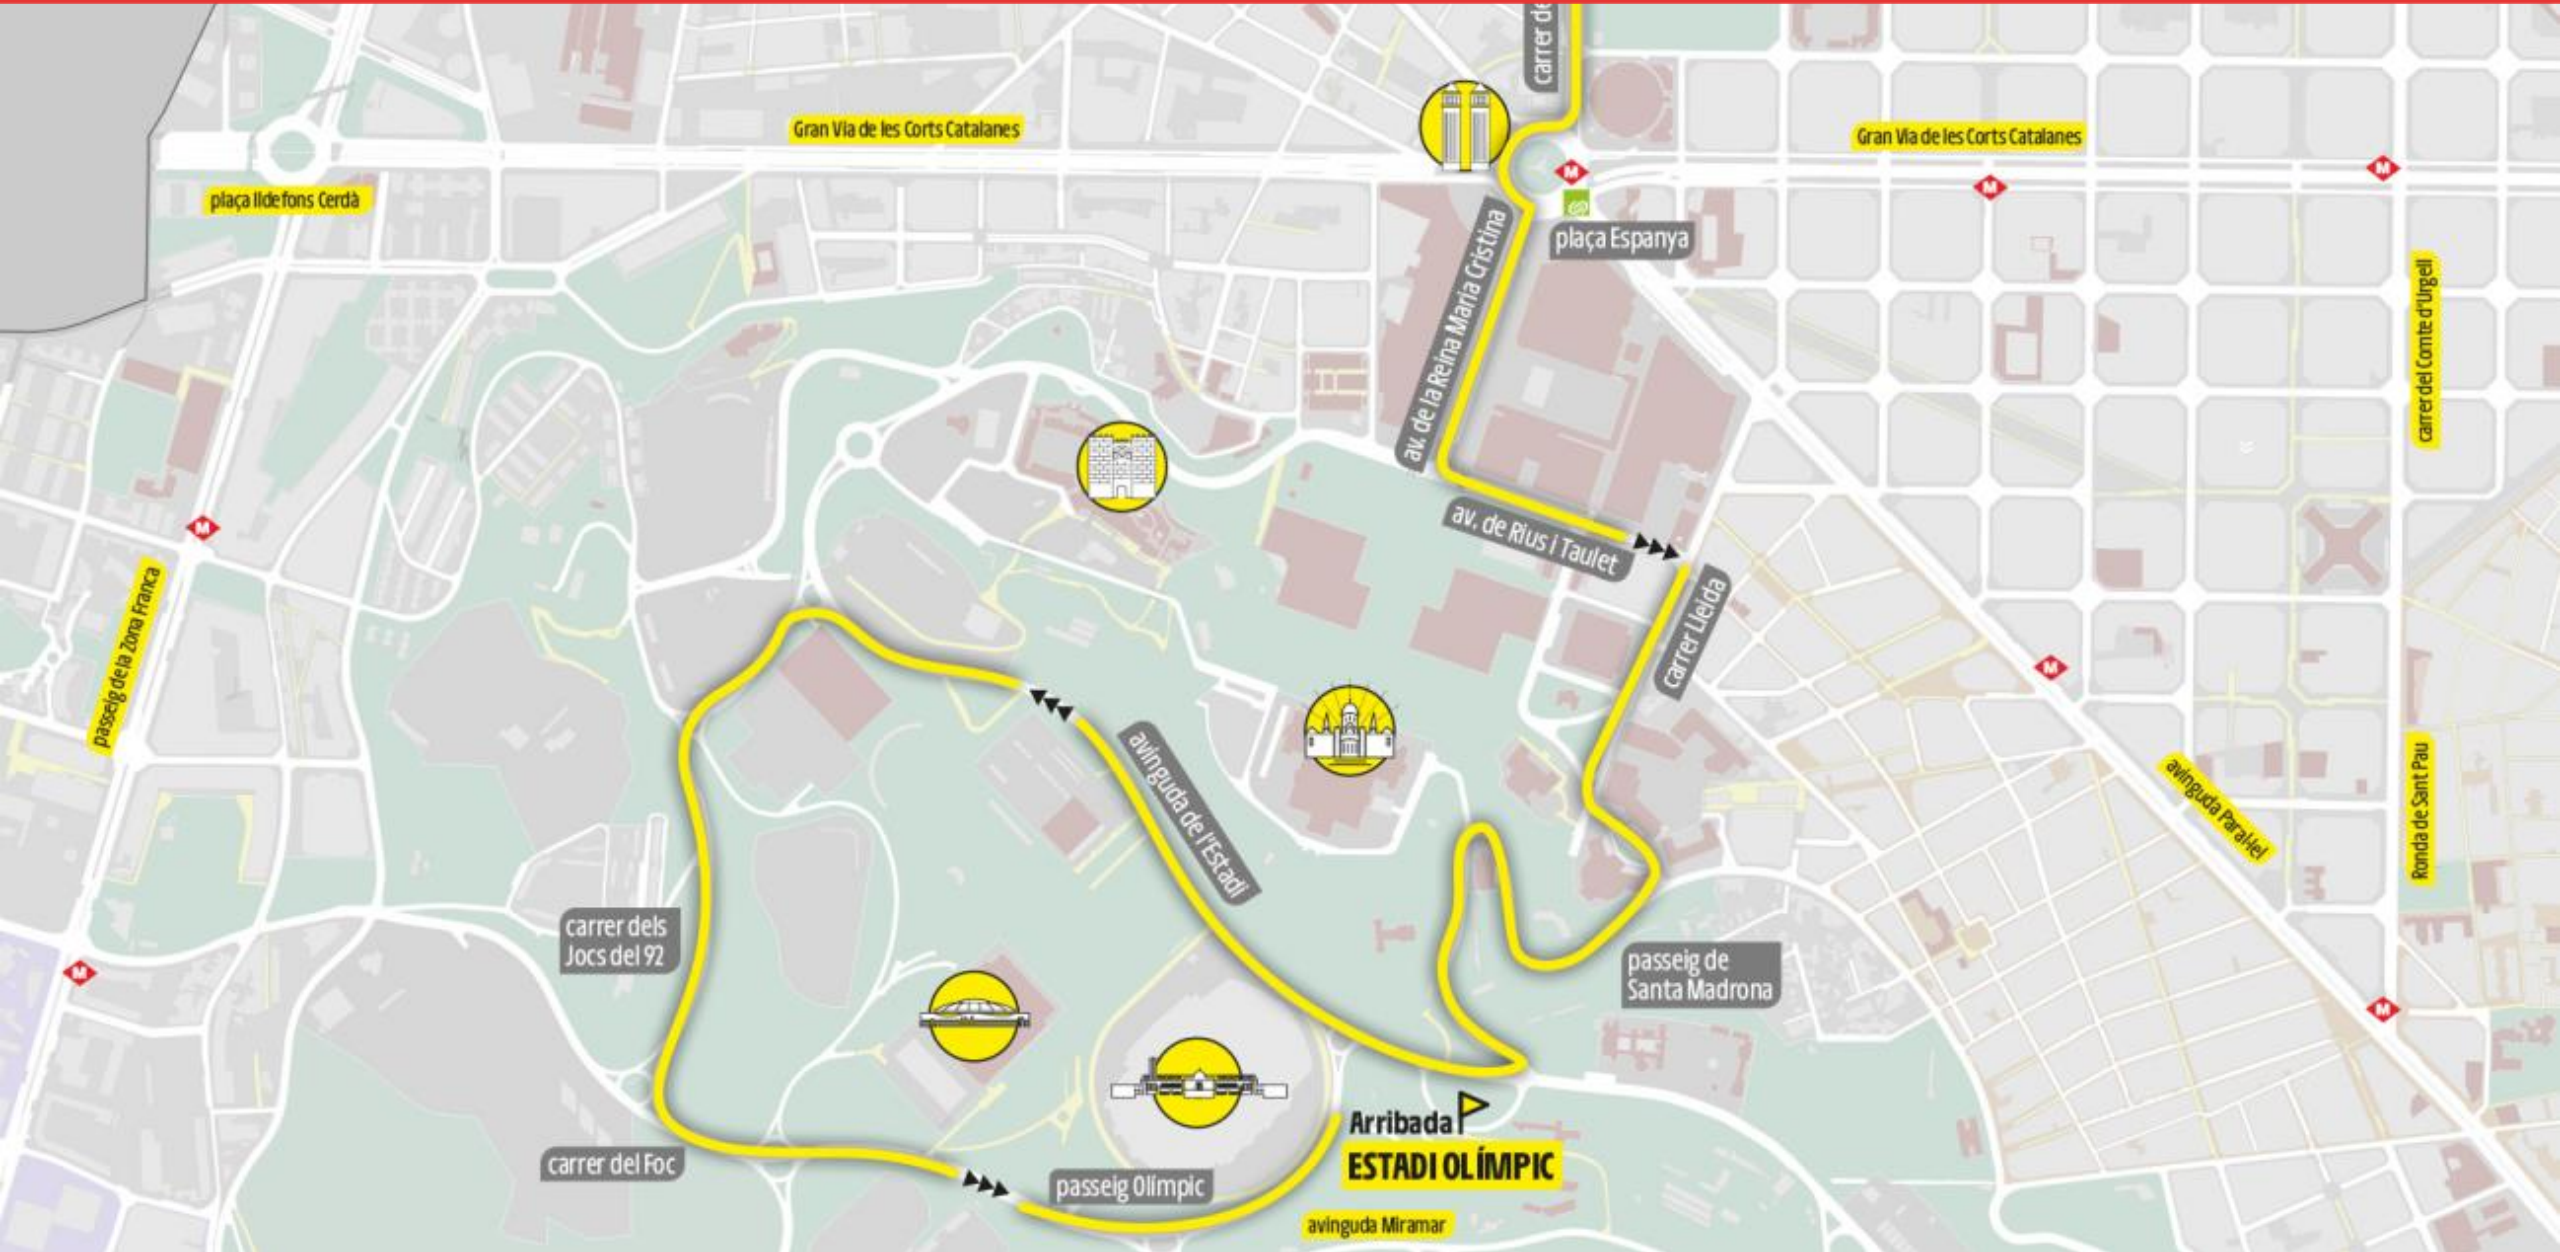 carrer de
Gran Via de les Corts Catalanes
Gran Via de les Corts Catalanes
M
M
M
plaça Ildefons Cerdà
plaça Espanya
av. de la Reina Maria Cristina
carrer del Comte d'Urgell
av. de Rius i Taulet
M
carrer Lleida
passeig de la Zona Franca
M
avinguda de l'Estadi
avinguda Paral·lel
Ronda de Sant Pau
carrer dels
Jocs del 92
M
passeig de
Santa Madrona
M
Arribada
ESTADI OLÍMPIC
carrer del Foc
passeig Olímpic
avinguda Miramar